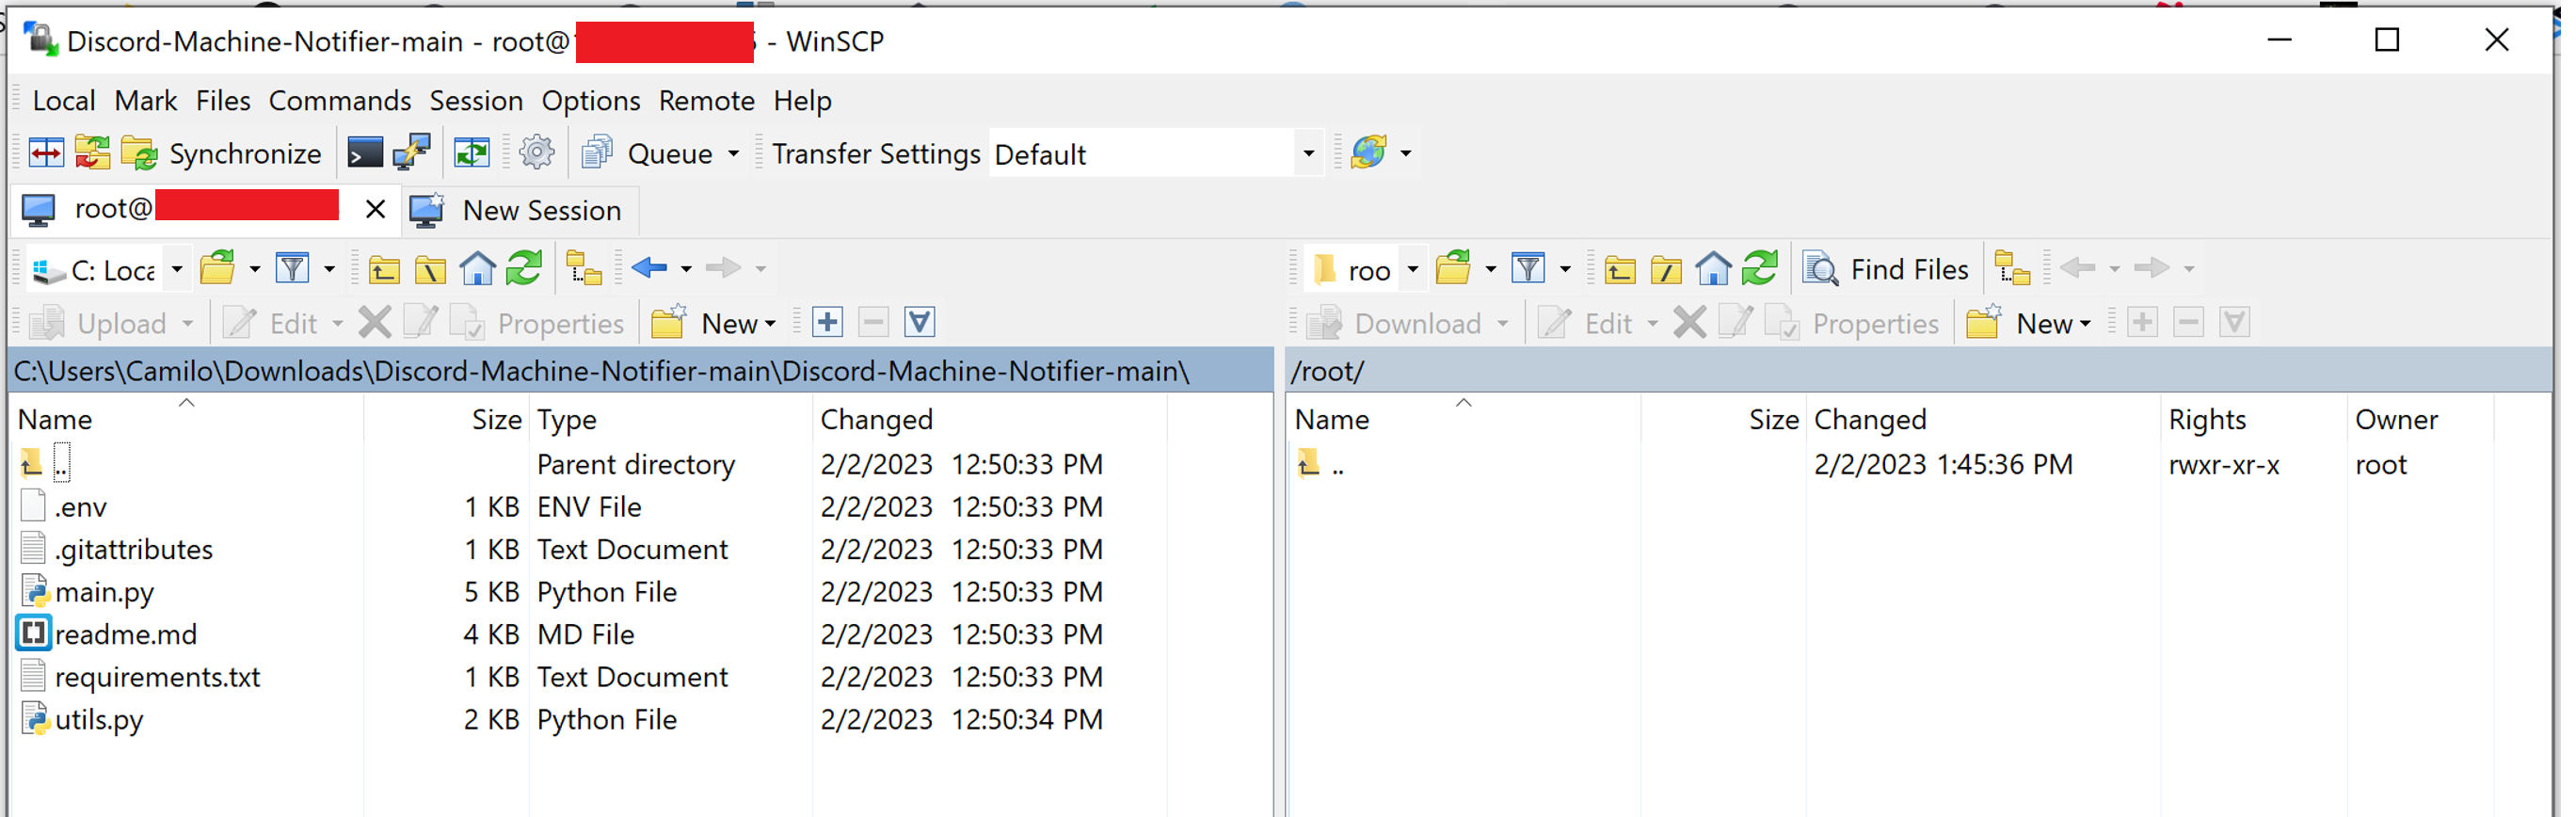 Discord-Machine-Notifier-main - root@ - WinSCP
Local Mark Files Commands Session Options Remote Help
Synchronize Queue Transfer Settings Default
root@ New Session
C: Loca roo Find Files
Upload Edit Properties New Download Edit Properties New
C:\Users\Camilo\Downloads\Discord-Machine-Notifier-main\Discord-Machine-Notifier-main\ /root/
Name Size Type Changed Name Size Changed Rights Owner
.. Parent directory 2/2/2023 12:50:33 PM .. 2/2/2023 1:45:36 PM rwxr-xr-x root
.env 1 KB ENV File 2/2/2023 12:50:33 PM
.gitattributes 1 KB Text Document 2/2/2023 12:50:33 PM
main.py 5 KB Python File 2/2/2023 12:50:33 PM
readme.md 4 KB MD File 2/2/2023 12:50:33 PM
requirements.txt 1 KB Text Document 2/2/2023 12:50:33 PM
utils.py 2 KB Python File 2/2/2023 12:50:34 PM